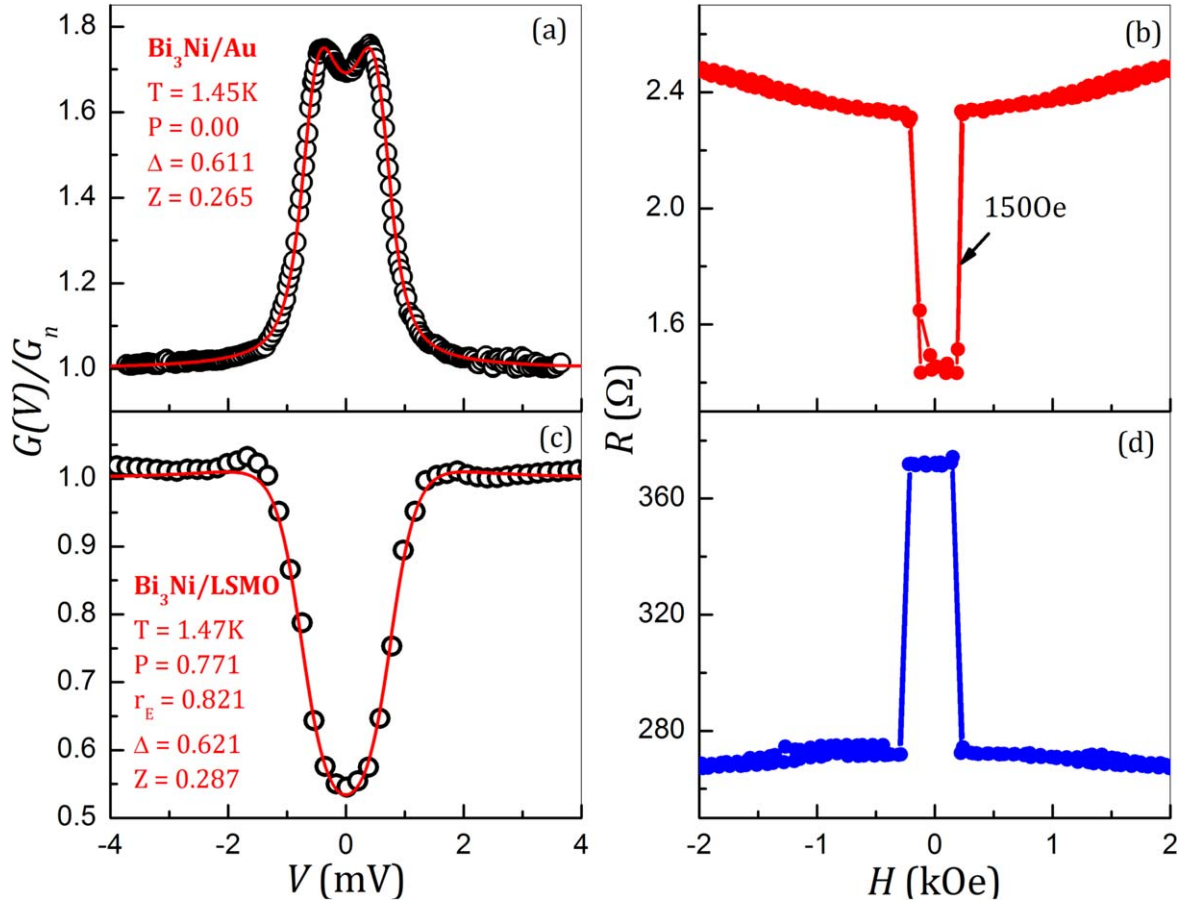 G(V)/Gₙ
1.8
1.6
1.4
1.2
1.0
(a)
Bi₃Ni/Au
T = 1.45K
P = 0.00
Δ = 0.611
Z = 0.265
R (Ω)
2.4
2.0
1.6
(b)
150Oe
1.0
0.9
0.8
0.7
0.6
0.5
(c)
Bi₃Ni/LSMO
T = 1.47K
P = 0.771
r_E = 0.821
Δ = 0.621
Z = 0.287
-4 -2 0 2 4
V (mV)
360
320
280
(d)
-2 -1 0 1 2
H (kOe)